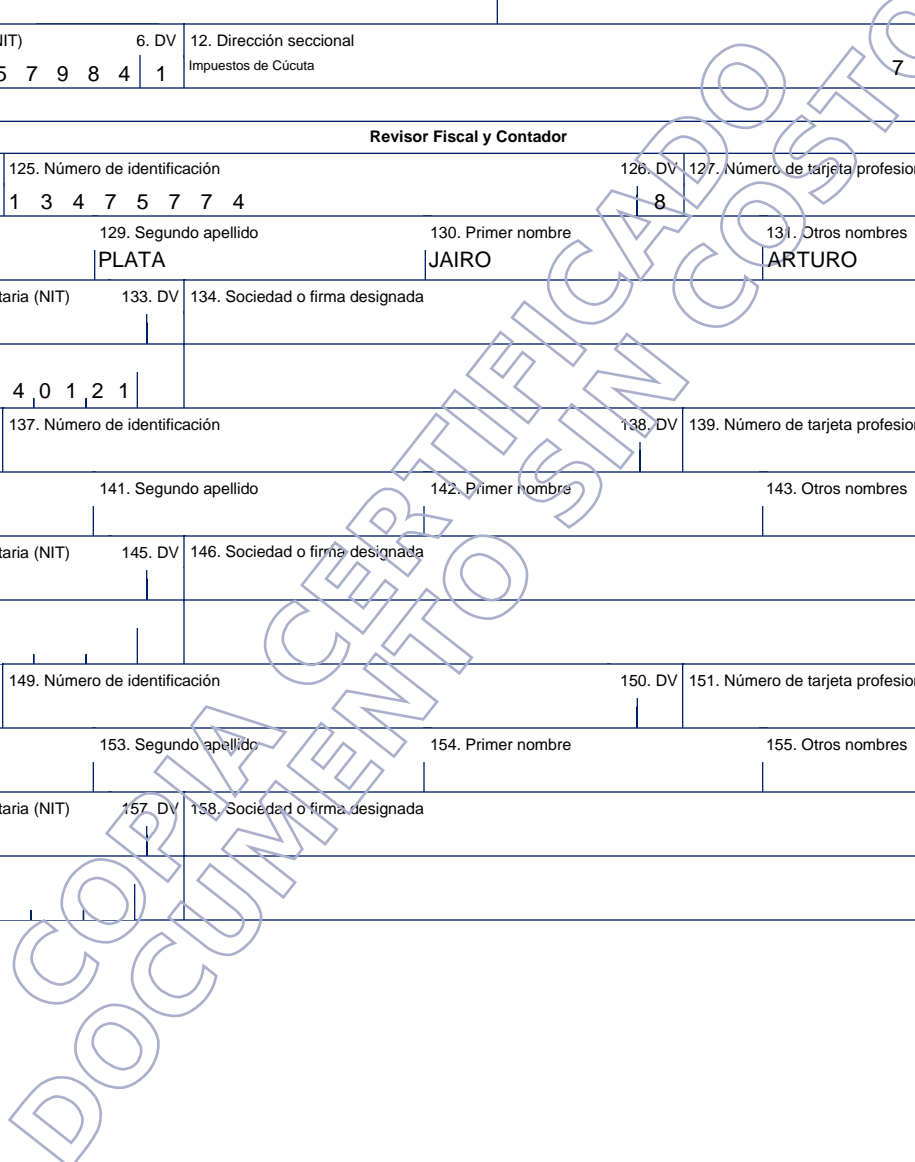 NIT) 6. DV 12. Dirección seccional
5 7 9 8 4 1 Impuestos de Cúcuta 7
Revisor Fiscal y Contador
125. Número de identificación 126. DV 127. Número de tarjeta profesion
1 3 4 7 5 7 7 4 8
129. Segundo apellido 130. Primer nombre 131. Otros nombres
PLATA JAIRO ARTURO
taria (NIT) 133. DV 134. Sociedad o firma designada
4 0 1 2 1
137. Número de identificación 138. DV 139. Número de tarjeta profesion
141. Segundo apellido 142. Primer nombre 143. Otros nombres
taria (NIT) 145. DV 146. Sociedad o firma designada
149. Número de identificación 150. DV 151. Número de tarjeta profesion
153. Segundo apellido 154. Primer nombre 155. Otros nombres
taria (NIT) 157. DV 158. Sociedad o firma designada
COPIA CERTIFICADO
DOCUMENTO SIN COSTO